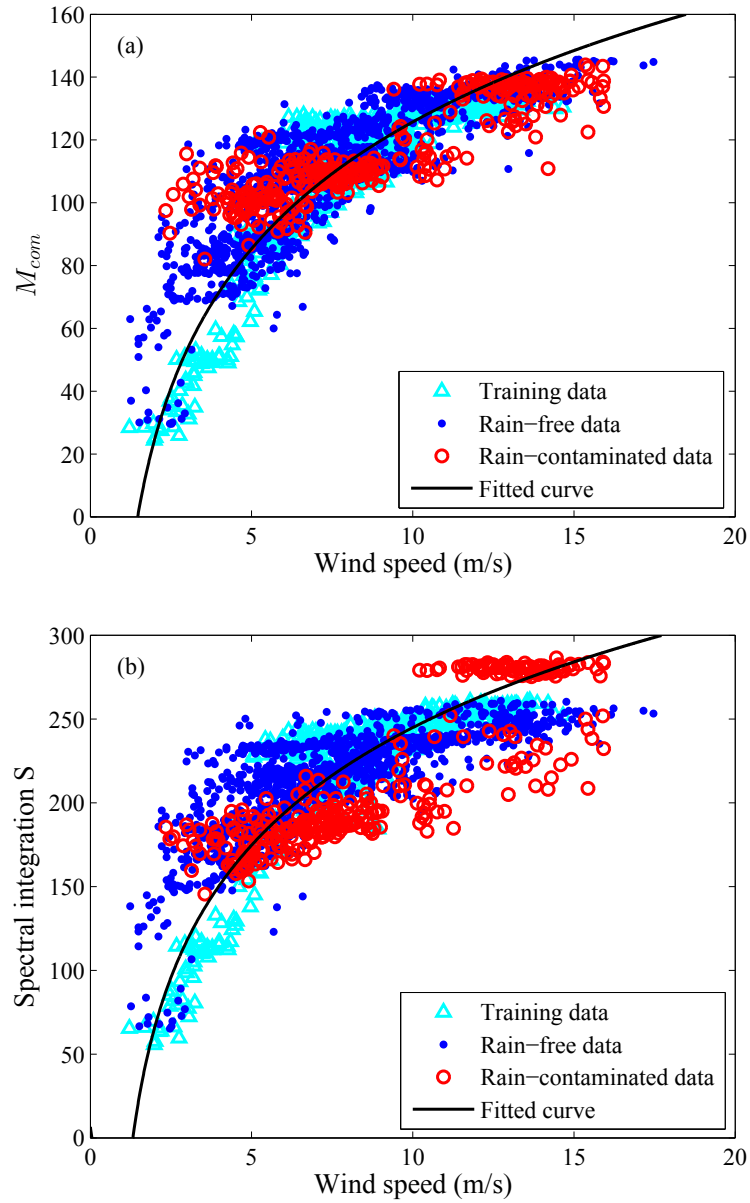 160
(a)
140
120
100
80
60
40
20
0
M_com
Training data
Rain−free data
Rain−contaminated data
Fitted curve
0 5 10 15 20
Wind speed (m/s)
300
(b)
250
200
150
100
50
0
Spectral integration S
Training data
Rain−free data
Rain−contaminated data
Fitted curve
0 5 10 15 20
Wind speed (m/s)